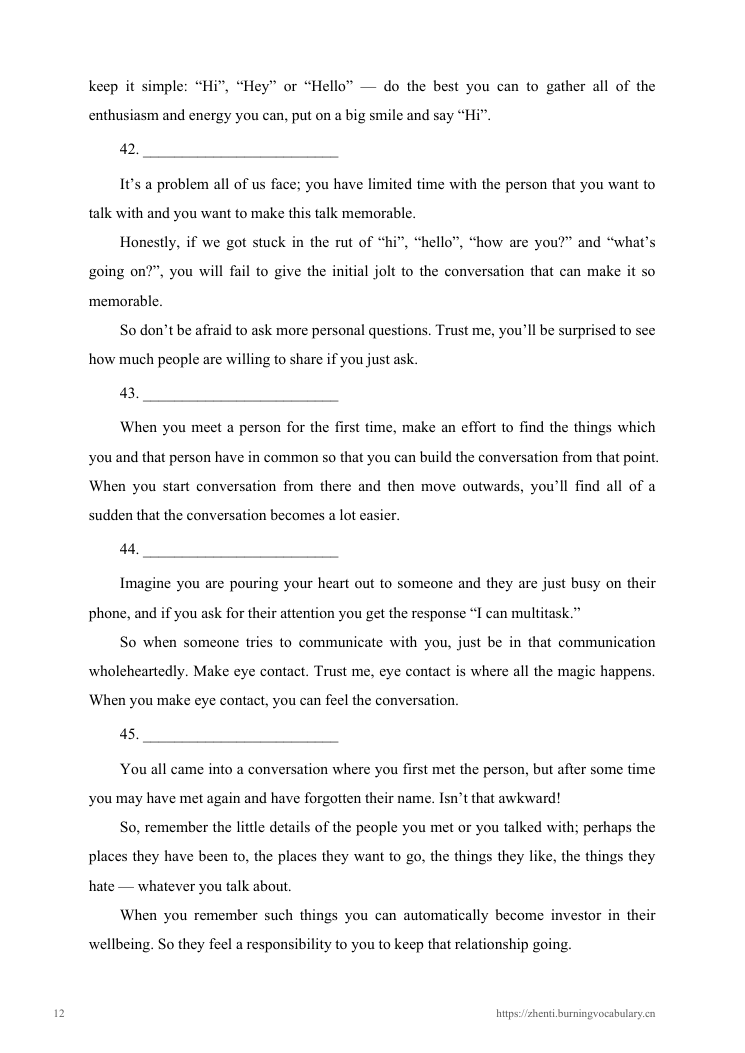 keep it simple: “Hi”, “Hey” or “Hello” — do the best you can to gather all of the
enthusiasm and energy you can, put on a big smile and say “Hi”.
42. _________________________
It’s a problem all of us face; you have limited time with the person that you want to
talk with and you want to make this talk memorable.
Honestly, if we got stuck in the rut of “hi”, “hello”, “how are you?” and “what’s
going on?”, you will fail to give the initial jolt to the conversation that can make it so
memorable.
So don’t be afraid to ask more personal questions. Trust me, you’ll be surprised to see
how much people are willing to share if you just ask.
43. _________________________
When you meet a person for the first time, make an effort to find the things which
you and that person have in common so that you can build the conversation from that point.
When you start conversation from there and then move outwards, you’ll find all of a
sudden that the conversation becomes a lot easier.
44. _________________________
Imagine you are pouring your heart out to someone and they are just busy on their
phone, and if you ask for their attention you get the response “I can multitask.”
So when someone tries to communicate with you, just be in that communication
wholeheartedly. Make eye contact. Trust me, eye contact is where all the magic happens.
When you make eye contact, you can feel the conversation.
45. _________________________
You all came into a conversation where you first met the person, but after some time
you may have met again and have forgotten their name. Isn’t that awkward!
So, remember the little details of the people you met or you talked with; perhaps the
places they have been to, the places they want to go, the things they like, the things they
hate — whatever you talk about.
When you remember such things you can automatically become investor in their
wellbeing. So they feel a responsibility to you to keep that relationship going.
12
https://zhenti.burningvocabulary.cn